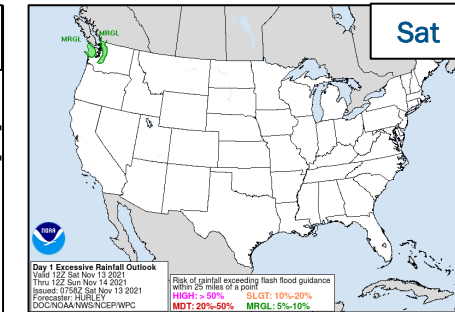 Sat
MRGL
MRGL
NOAA
Day 1 Excessive Rainfall Outlook
Valid 12Z Sat Nov 13 2021
Thru 12Z Sun Nov 14 2021
Issued: 0758Z Sat Nov 13 2021
Forecaster: HURLEY
DOC/NOAA/NWS/NCEP/WPC
Risk of rainfall exceeding flash flood guidance
within 25 miles of a point
HIGH: > 50% SLGT: 10%-20%
MDT: 20%-50% MRGL: 5%-10%